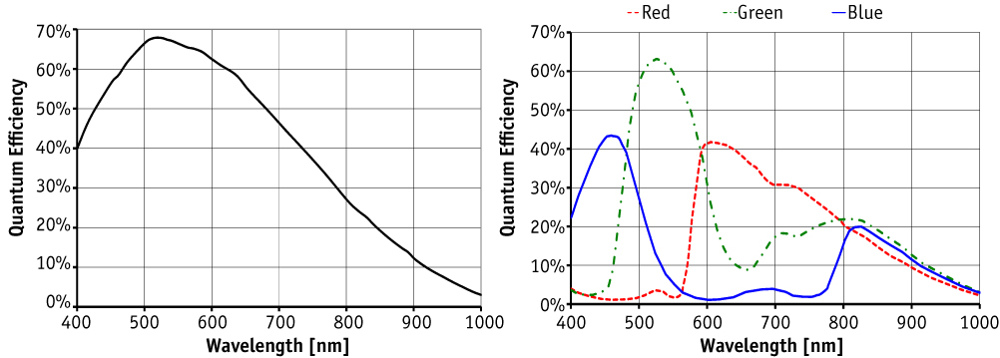 Quantum Efficiency
70%
60%
50%
40%
30%
20%
10%
0%
400 500 600 700 800 900 1000
Wavelength [nm]
Red Green Blue
Quantum Efficiency
70%
60%
50%
40%
30%
20%
10%
0%
400 500 600 700 800 900 1000
Wavelength [nm]